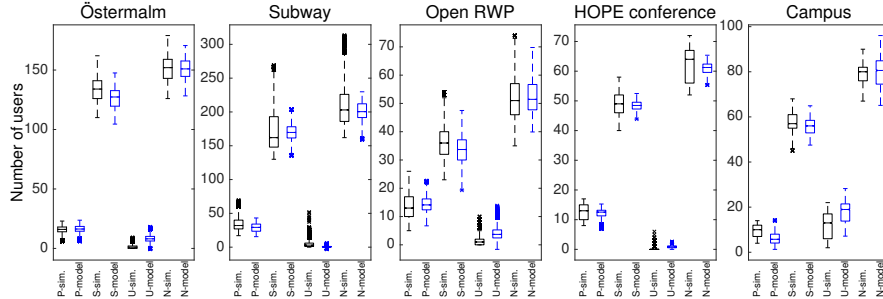 Östermalm
Subway
Open RWP
HOPE conference
Campus
Number of users
150
100
50
0
300
250
200
150
100
50
0
70
60
50
40
30
20
10
0
70
60
50
40
30
20
10
0
100
80
60
40
20
0
P-sim.
P-model
S-sim.
S-model
U-sim.
U-model
N-sim.
N-model
P-sim.
P-model
S-sim.
S-model
U-sim.
U-model
N-sim.
N-model
P-sim.
P-model
S-sim.
S-model
U-sim.
U-model
N-sim.
N-model
P-sim.
P-model
S-sim.
S-model
U-sim.
U-model
N-sim.
N-model
P-sim.
P-model
S-sim.
S-model
U-sim.
U-model
N-sim.
N-model